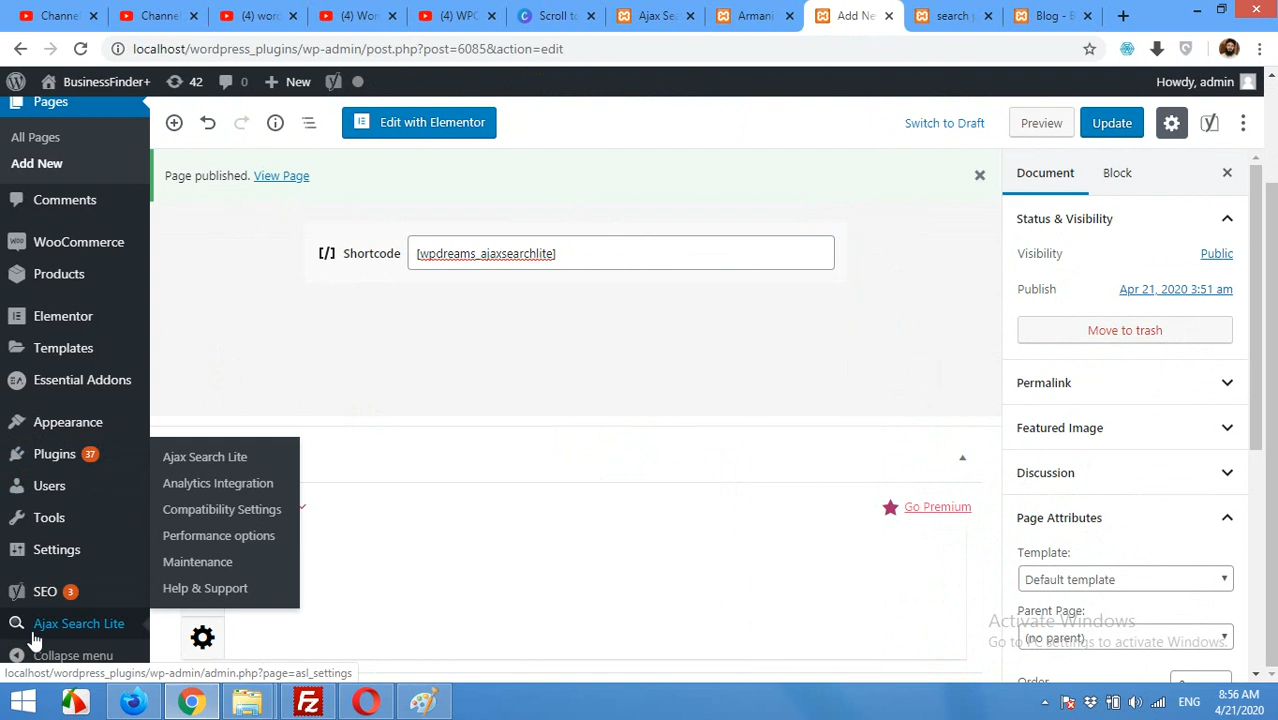 Channel
Channel
(4) word
(4) Wor
(4) WPC
Scroll to
Ajax Se
Armani
Add Ne
search p
Blog - B
localhost/wordpress_plugins/wp-admin/post.php?post=6085&action=edit
BusinessFinder+
42
0
New
Howdy, admin
Pages
All Pages
Add New
Comments
WooCommerce
Products
Elementor
Templates
Essential Addons
Appearance
Plugins 37
Users
Tools
Settings
SEO 3
Ajax Search Lite
Collapse menu
Edit with Elementor
Switch to Draft
Preview
Update
Page published. View Page
[/] Shortcode
[wpdreams_ajaxsearchlite]
Ajax Search Lite
Analytics Integration
Compatibility Settings
Performance options
Maintenance
Help & Support
Go Premium
Document
Block
Status & Visibility
Visibility
Public
Publish
Apr 21, 2020 3:51 am
Move to trash
Permalink
Featured Image
Discussion
Page Attributes
Template:
Default template
Parent Page:
(no parent)
Order
Activate Windows
Go to PC settings to activate Windows.
localhost/wordpress_plugins/wp-admin/admin.php?page=asl_settings
ENG
8:56 AM
4/21/2020